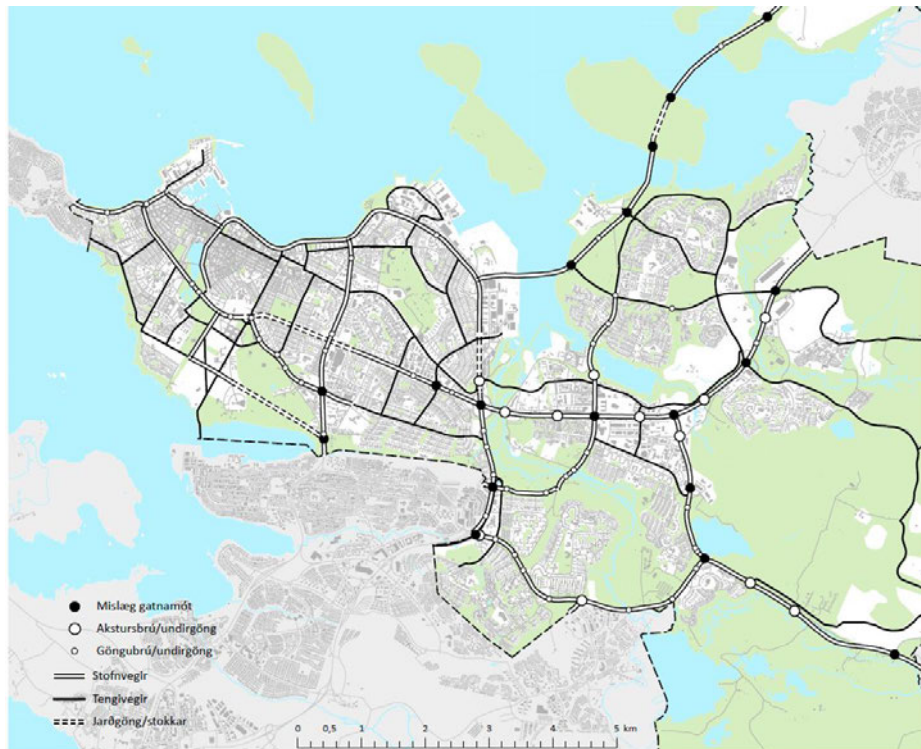 Mislæg gatnamót
Akstursbrú/undirgöng
Göngubrú/undirgöng
Stofnvegir
Tengivegir
Jarðgöng/stokkar
0 0,5 1 2 3 4 5 km